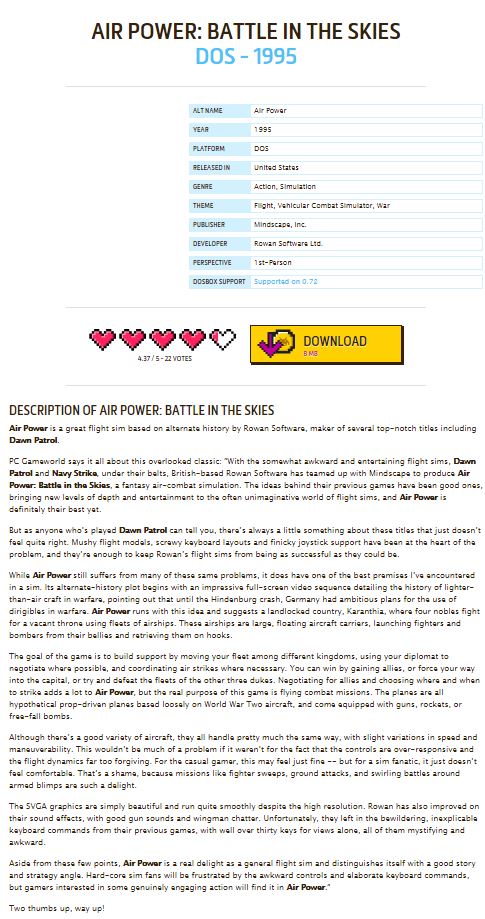 AIR POWER: BATTLE IN THE SKIES
DOS - 1995
ALT NAME Air Power
YEAR 1995
PLATFORM DOS
RELEASED IN United States
GENRE Action, Simulation
THEME Flight, Vehicular Combat Simulator, War
PUBLISHER Mindscape, Inc.
DEVELOPER Rowan Software Ltd.
PERSPECTIVE 1st-Person
DOSBOX SUPPORT Supported on 0.72
4.37 / 5 - 22 VOTES
DOWNLOAD
8 MB
DESCRIPTION OF AIR POWER: BATTLE IN THE SKIES
Air Power is a great flight sim based on alternate history by Rowan Software, maker of several top-notch titles including
Dawn Patrol.
PC Gameworld says it all about this overlooked classic: "With the somewhat awkward and entertaining flight sims, Dawn
Patrol and Navy Strike, under their belts, British-based Rowan Software has teamed up with Mindscape to produce Air
Power: Battle in the Skies, a fantasy air-combat simulation. The ideas behind their previous games have been good ones,
bringing new levels of depth and entertainment to the often unimaginative world of flight sims, and Air Power is
definitely their best yet.
But as anyone who's played Dawn Patrol can tell you, there's always a little something about these titles that just doesn't
feel quite right. Mushy flight models, screwy keyboard layouts and finicky joystick support have been at the heart of the
problem, and they're enough to keep Rowan's flight sims from being as successful as they could be.
While Air Power still suffers from many of these same problems, it does have one of the best premises I've encountered
in a sim. Its alternate-history plot begins with an impressive full-screen video sequence detailing the history of lighter-
than-air craft in warfare, pointing out that until the Hindenburg crash, Germany had ambitious plans for the use of
dirigibles in warfare. Air Power runs with this idea and suggests a landlocked country, Karanthia, where four nobles fight
for a vacant throne using fleets of airships. These airships are large, floating aircraft carriers, launching fighters and
bombers from their bellies and retrieving them on hooks.
The goal of the game is to build support by moving your fleet among different kingdoms, using your diplomat to
negotiate where possible, and coordinating air strikes where necessary. You can win by gaining allies, or force your way
into the capital, or try and defeat the fleets of the other three dukes. Negotiating for allies and choosing where and when
to strike adds a lot to Air Power, but the real purpose of this game is flying combat missions. The planes are all
hypothetical prop-driven planes based loosely on World War Two aircraft, and come equipped with guns, rockets, or
free-fall bombs.
Although there's a good variety of aircraft, they all handle pretty much the same way, with slight variations in speed and
maneuverability. This wouldn't be much of a problem if it weren't for the fact that the controls are over-responsive and
the flight dynamics far too forgiving. For the casual gamer, this may feel just fine -- but for a sim fanatic, it just doesn't
feel comfortable. That's a shame, because missions like fighter sweeps, ground attacks, and swirling battles around
armed blimps are such a delight.
The SVGA graphics are simply beautiful and run quite smoothly despite the high resolution. Rowan has also improved on
their sound effects, with good gun sounds and wingman chatter. Unfortunately, they left in the bewildering, inexplicable
keyboard commands from their previous games, with well over thirty keys for views alone, all of them mystifying and
awkward.
Aside from these few points, Air Power is a real delight as a general flight sim and distinguishes itself with a good story
and strategy angle. Hard-core sim fans will be frustrated by the awkward controls and elaborate keyboard commands,
but gamers interested in some genuinely engaging action will find it in Air Power."
Two thumbs up, way up!